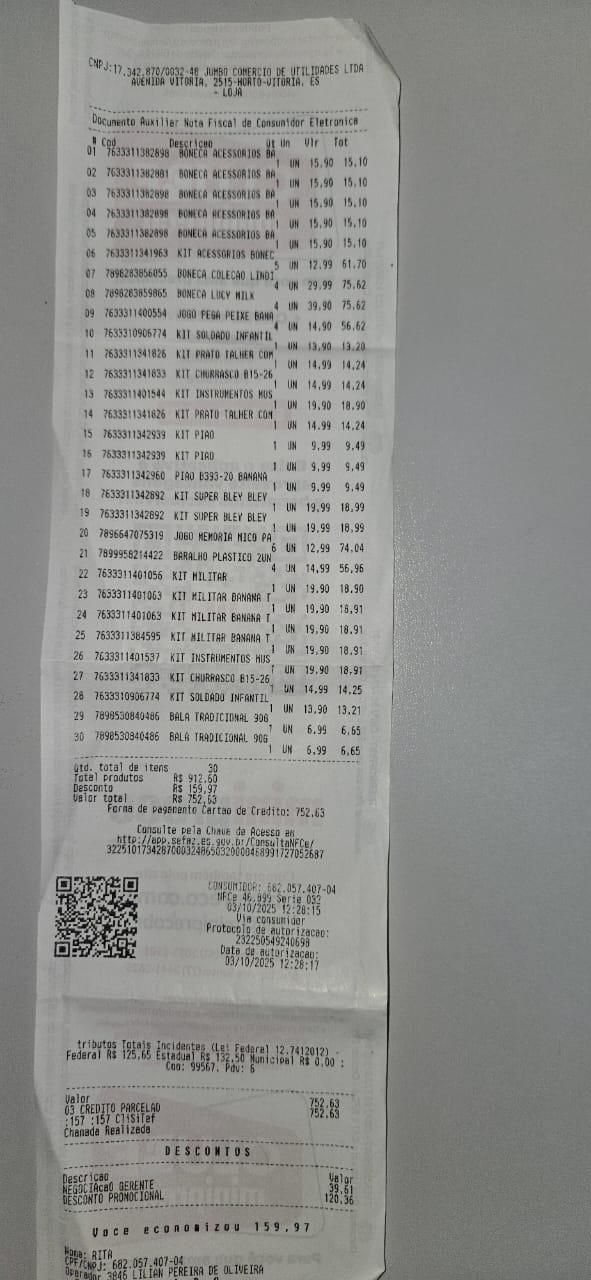 CNPJ:17.342.870/0032-48 JUMBO COMERCIO DE UTILIDADES LTDA
AVENIDA VITORIA, 2515-HORTO-VITORIA, ES
- LOJA
Documento Auxiliar Nota Fiscal de Consumidor Eletronica
# Cod Descricao Qt Un Vlr Tot
01 7633311382898 BONECA ACESSORIOS BA
1 UN 15,90 15,10
02 7633311382881 BONECA ACESSORIOS BA
1 UN 15,90 15,10
03 7633311382898 BONECA ACESSORIOS BA
1 UN 15,90 15,10
04 7633311382898 BONECA ACESSORIOS BA
1 UN 15,90 15,10
05 7633311382898 BONECA ACESSORIOS BA
1 UN 15,90 15,10
06 7633311341963 KIT ACESSORIOS BONEC
5 UN 12,99 61,70
07 7898283856055 BONECA COLECAO LINDI
4 UN 29,99 75,62
08 7898283859865 BONECA LUCY MILK
4 UN 39,90 75,62
09 7633311400554 JOGO PEGA PEIXE BANA
4 UN 14,90 56,62
10 7633310906774 KIT SOLDADO INFANTIL
1 UN 13,90 13,20
11 7633311341826 KIT PRATO TALHER COM
1 UN 14,99 14,24
12 7633311341833 KIT CHURRASCO B15-26
1 UN 14,99 14,24
13 7633311401544 KIT INSTRUMENTOS MUS
1 UN 19,90 18,90
14 7633311341826 KIT PRATO TALHER COM
1 UN 14,99 14,24
15 7633311342939 KIT PIAO
1 UN 9,99 9,49
16 7633311342939 KIT PIAO
1 UN 9,99 9,49
17 7633311342960 PIAO B393-20 BANANA
1 UN 9,99 9,49
18 7633311342892 KIT SUPER BLEY BLEY
1 UN 19,99 18,99
19 7633311342892 KIT SUPER BLEY BLEY
1 UN 19,99 18,99
20 7896647075319 JOGO MEMORIA MICO PA
6 UN 12,99 74,04
21 7899958214422 BARALHO PLASTICO 2UN
4 UN 14,99 56,96
22 7633311401056 KIT MILITAR
1 UN 19,90 18,90
23 7633311401063 KIT MILITAR BANANA T
1 UN 19,90 18,91
24 7633311401063 KIT MILITAR BANANA T
1 UN 19,90 18,91
25 7633311384595 KIT MILITAR BANANA T
1 UN 19,90 18,91
26 7633311401537 KIT INSTRUMENTOS MUS
1 UN 19,90 18,91
27 7633311341833 KIT CHURRASCO B15-26
1 UN 14,99 14,25
28 7633310906774 KIT SOLDADO INFANTIL
1 UN 13,90 13,21
29 7898530840486 BALA TRADICIONAL 90G
1 UN 6,99 6,65
30 7898530840486 BALA TRADICIONAL 90G
1 UN 6,99 6,65
Qtd. total de itens 30
Total produtos R$ 912,60
Desconto R$ 159,97
Valor total R$ 752,63
Forma de pagamento Cartao de Credito: 752,63
Consulte pela Chave de Acesso em
http://app.sefaz.es.gov.br/ConsultaNFCe/
CONSUMIDOR: 682.057.407-04
NFCe 46.899 Serie 032
03/10/2025 12:28:15
Via consumidor
Protocolo de autorizacao:
232250549240698
Data de autorizacao:
03/10/2025 12:28:17
tributos Totais Incidentes (Lei Federal 12.7412012) -
Federal R$ 125,65 Estadual R$ 132,50 Municipal R$ 0,00 :
Coo: 99567. Pdv: 6
Valor 752,63
03 CREDITO PARCELAD 752,63
:157 :157 CliSiTef
Chamada Realizada
DESCONTOS
Descricao Valor
NEGOCIAcaO GERENTE 39,61
DESCONTO PROMOCIONAL 120,36
Voce economizou 159,97
Nome: RITA
CPF/CNPJ: 682.057.407-04
Operador 3846 LILIAN PEREIRA DE OLIVEIRA